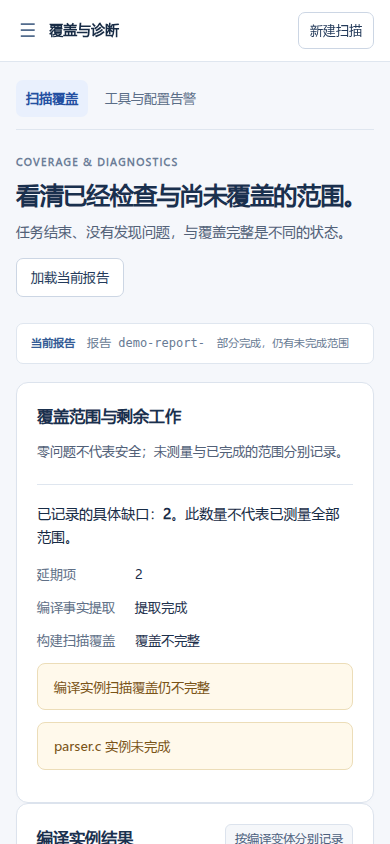 ☰ 覆盖与诊断 新建扫描
扫描覆盖 工具与配置告警
COVERAGE & DIAGNOSTICS
看清已经检查与尚未覆盖的范围。
任务结束、没有发现问题，与覆盖完整是不同的状态。
加载当前报告
当前报告 报告 demo-report- 部分完成，仍有未完成范围
覆盖范围与剩余工作
零问题不代表安全；未测量与已完成的范围分别记录。
已记录的具体缺口：2。此数量不代表已测量全部
范围。
延期项 2
编译事实提取 提取完成
构建扫描覆盖 覆盖不完整
编译实例扫描覆盖仍不完整
parser.c 实例未完成
编译实例结果 按编译变体分别记录